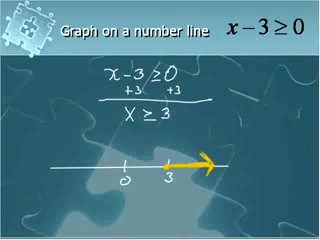 Graph on a number line x − 3 ≥ 0
x-3 ≥ 0
+3 +3
x ≥ 3
0 3